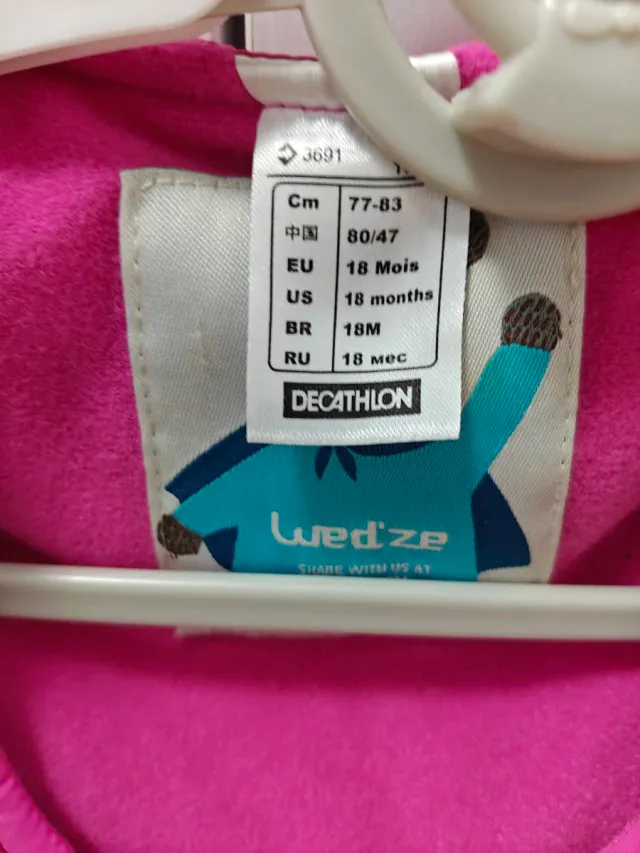 3691
Cm 77-83
中国 80/47
EU 18 Mois
US 18 months
BR 18M
RU 18 мес
DECATHLON
wed'ze
SHARE WITH US AT